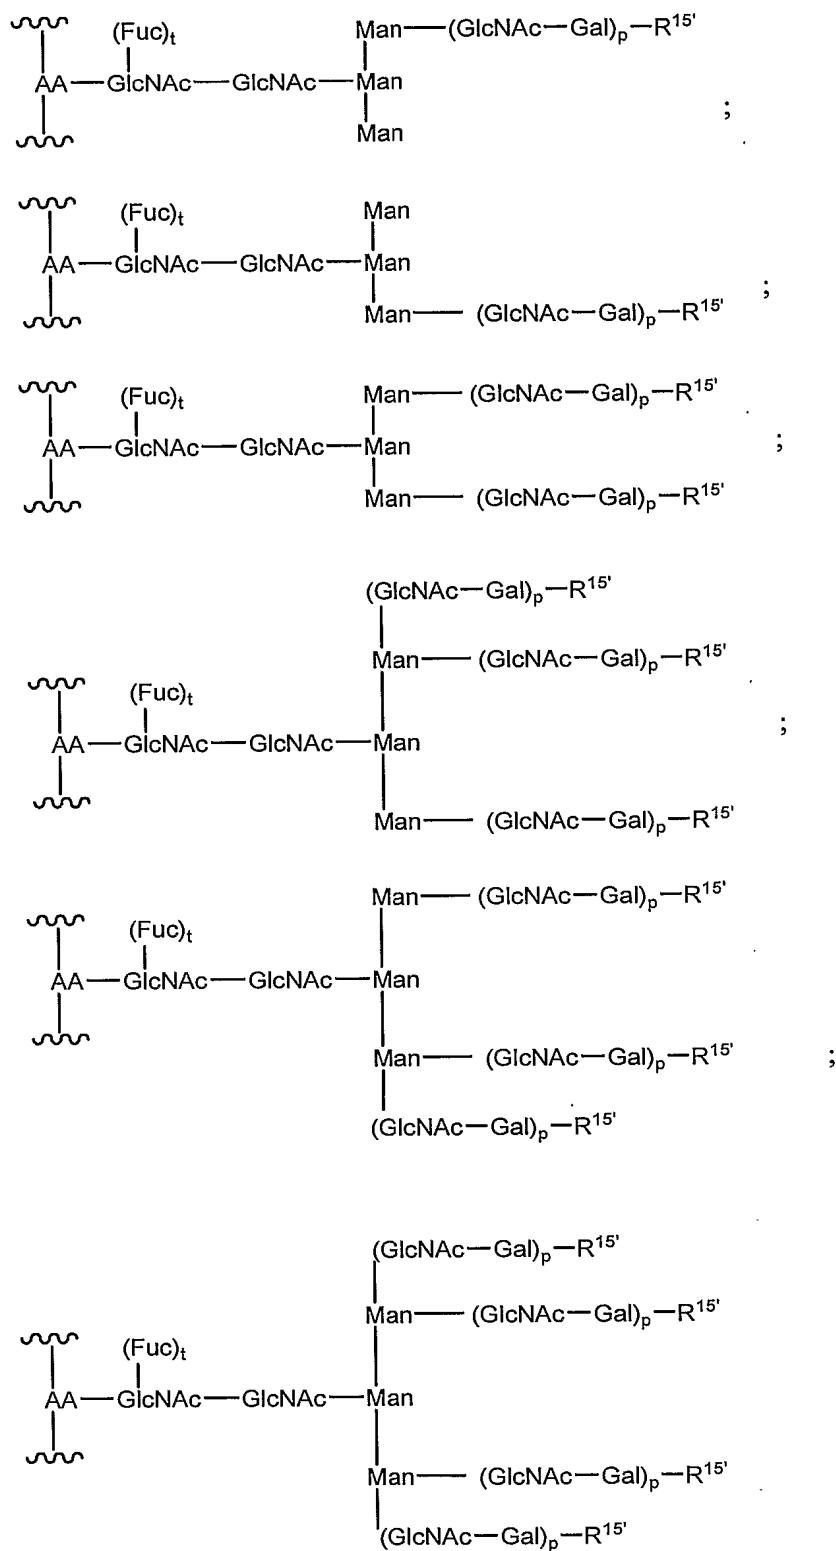 (Fuc)t Man—(GlcNAc—Gal)p—R15'
AA—GlcNAc—GlcNAc—Man
;
Man
(Fuc)t Man
AA—GlcNAc—GlcNAc—Man
;
Man—(GlcNAc—Gal)p—R15'
(Fuc)t Man—(GlcNAc—Gal)p—R15'
AA—GlcNAc—GlcNAc—Man ;
Man—(GlcNAc—Gal)p—R15'
(GlcNAc—Gal)p—R15'
Man—(GlcNAc—Gal)p—R15'
(Fuc)t
;
AA—GlcNAc—GlcNAc—Man
Man—(GlcNAc—Gal)p—R15'
Man—(GlcNAc—Gal)p—R15'
(Fuc)t
AA—GlcNAc—GlcNAc—Man
Man—(GlcNAc—Gal)p—R15' ;
(GlcNAc—Gal)p—R15'
(GlcNAc—Gal)p—R15'
Man—(GlcNAc—Gal)p—R15'
(Fuc)t
AA—GlcNAc—GlcNAc—Man
Man—(GlcNAc—Gal)p—R15'
(GlcNAc—Gal)p—R15'